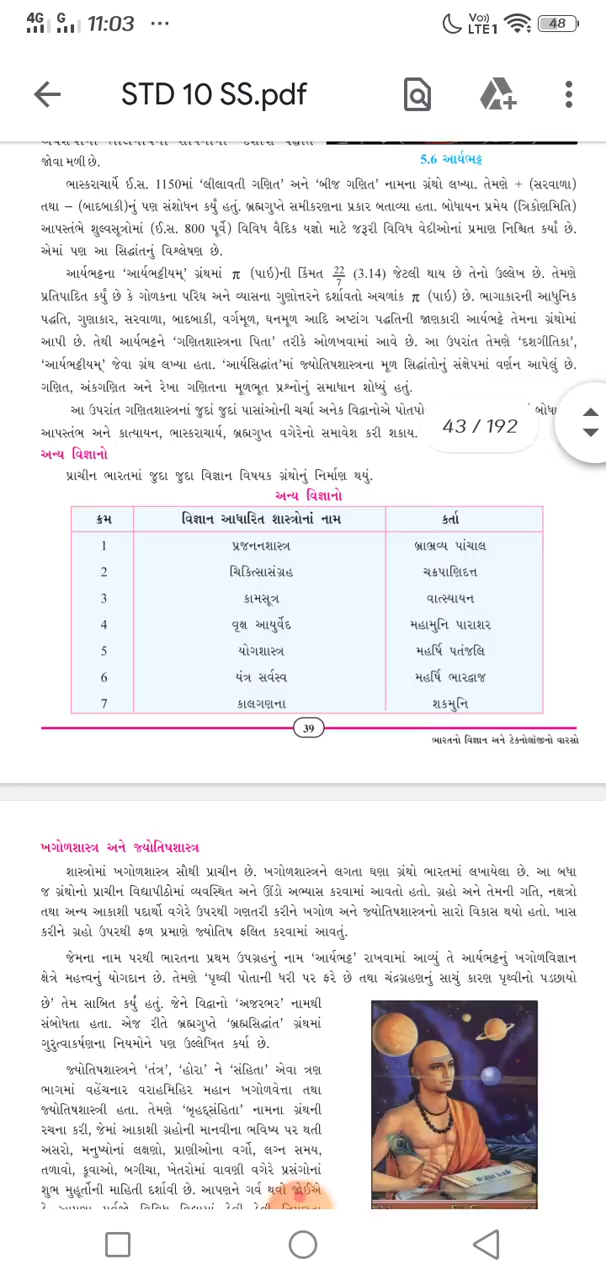 4G G 11:03 ... Vo)) LTE1 48
STD 10 SS.pdf
જોવા મળી છે.
5.6 આર્યભટ્ટ
ભાસ્કરાચાર્યે ઈ.સ. 1150માં ‘લીલાવતી ગણિત’ અને ‘બીજ ગણિત’ નામના ગ્રંથો લખ્યા. તેમણે + (સરવાળા)
તથા – (બાદબાકી)નું પણ સંશોધન કર્યું હતું. બ્રહ્મગુપ્તે સમીકરણના પ્રકાર બતાવ્યા હતા. બોધાયન પ્રમેય (ત્રિકોણમિતિ)
આપસ્તંભે શુલ્વસૂત્રોમાં (ઈ.સ. 800 પૂર્વે) વિવિધ વૈદિક યજ્ઞો માટે જરૂરી વિવિધ વેદીઓનાં પ્રમાણ નિશ્ચિત કર્યાં છે.
એમાં પણ આ સિદ્ધાંતનું વિશ્લેષણ છે.
આર્યભટ્ટના ‘આર્યભટ્ટીયમ્’ ગ્રંથમાં π (પાઇ)ની કિંમત 22/7 (3.14) જેટલી થાય છે તેનો ઉલ્લેખ છે. તેમણે
પ્રતિપાદિત કર્યું છે કે ગોળકના પરિઘ અને વ્યાસના ગુણોત્તરને દર્શાવતો અચળાંક π (પાઇ) છે. ભાગાકારની આધુનિક
પદ્ધતિ, ગુણાકાર, સરવાળા, બાદબાકી, વર્ગમૂળ, ઘનમૂળ આદિ અષ્ટાંગ પદ્ધતિની જાણકારી આર્યભટ્ટે તેમના ગ્રંથોમાં
આપી છે. તેથી આર્યભટ્ટને ‘ગણિતશાસ્ત્રના પિતા’ તરીકે ઓળખવામાં આવે છે. આ ઉપરાંત તેમણે ‘દશગીતિકા’,
‘આર્યભટ્ટીયમ્’ જેવા ગ્રંથ લખ્યા હતા. ‘આર્યસિદ્ધાંત’માં જ્યોતિષશાસ્ત્રના મૂળ સિદ્ધાંતોનું સંક્ષેપમાં વર્ણન આપેલું છે.
ગણિત, અંકગણિત અને રેખા ગણિતના મૂળભૂત પ્રશ્નોનું સમાધાન શોધ્યું હતું.
આ ઉપરાંત ગણિતશાસ્ત્રનાં જુદાં જુદાં પાસાંઓની ચર્ચા અનેક વિદ્વાનોએ
આપસ્તંભ અને કાત્યાયન, ભાસ્કરાચાર્ય, બ્રહ્મગુપ્ત વગેરેનો સમાવેશ કરી શકાય.
43 / 192
અન્ય વિજ્ઞાનો
પ્રાચીન ભારતમાં જુદા જુદા વિજ્ઞાન વિષયક ગ્રંથોનું નિર્માણ થયું.
અન્ય વિજ્ઞાનો
ક્રમ વિજ્ઞાન આધારિત શાસ્ત્રોનાં નામ કર્તા
1 પ્રજનનશાસ્ત્ર બ્રાભ્રવ્ય પાંચાલ
2 ચિકિત્સાસંગ્રહ ચક્રપાણિદત્ત
3 કામસૂત્ર વાત્સ્યાયન
4 વૃક્ષ આયુર્વેદ મહામુનિ પારાશર
5 યોગશાસ્ત્ર મહર્ષિ પતંજલિ
6 યંત્ર સર્વસ્વ મહર્ષિ ભારદ્વાજ
7 કાલગણના શકમુનિ
39
ભારતનો વિજ્ઞાન અને ટેક્નોલૉજીનો વારસો
ખગોળશાસ્ત્ર અને જ્યોતિષશાસ્ત્ર
શાસ્ત્રોમાં ખગોળશાસ્ત્ર સૌથી પ્રાચીન છે. ખગોળશાસ્ત્રને લગતા ઘણા ગ્રંથો ભારતમાં લખાયેલા છે. આ બધા
જ ગ્રંથોનો પ્રાચીન વિદ્યાપીઠોમાં વ્યવસ્થિત અને ઊંડો અભ્યાસ કરવામાં આવતો હતો. ગ્રહો અને તેમની ગતિ, નક્ષત્રો
તથા અન્ય આકાશી પદાર્થો વગેરે ઉપરથી ગણતરી કરીને ખગોળ અને જ્યોતિષશાસ્ત્રનો સારો વિકાસ થયો હતો. ખાસ
કરીને ગ્રહો ઉપરથી ફળ પ્રમાણે જ્યોતિષ ફલિત કરવામાં આવતું.
જેમના નામ પરથી ભારતના પ્રથમ ઉપગ્રહનું નામ ‘આર્યભટ્ટ’ રાખવામાં આવ્યું તે આર્યભટ્ટનું ખગોળવિજ્ઞાન
ક્ષેત્રે મહત્ત્વનું યોગદાન છે. તેમણે ‘પૃથ્વી પોતાની ધરી પર ફરે છે તથા ચંદ્રગ્રહણનું સાચું કારણ પૃથ્વીનો પડછાયો
છે’ તેમ સાબિત કર્યું હતું. જેને વિદ્વાનો ‘અજરભર’ નામથી
સંબોધતા હતા. એજ રીતે બ્રહ્મગુપ્તે ‘બ્રહ્મસિદ્ધાંત’ ગ્રંથમાં
ગુરુત્વાકર્ષણના નિયમોને પણ ઉલ્લેખિત કર્યા છે.
જ્યોતિષશાસ્ત્રને ‘તંત્ર’, ‘હોરા’ ને ‘સંહિતા’ એવા ત્રણ
ભાગમાં વહેંચનાર વરાહમિહિર મહાન ખગોળવેત્તા તથા
જ્યોતિષશાસ્ત્રી હતા. તેમણે ‘બૃહદ્સંહિતા’ નામના ગ્રંથની
રચના કરી, જેમાં આકાશી ગ્રહોની માનવીના ભવિષ્ય પર થતી
અસરો, મનુષ્યોનાં લક્ષણો, પ્રાણીઓના વર્ગો, લગ્ન સમય,
તળાવો, કૂવાઓ, બગીચા, ખેતરોમાં વાવણી વગેરે પ્રસંગોનાં
શુભ મુહૂર્તોની માહિતી દર્શાવી છે. આપણને ગર્વ થવો જોઈએ